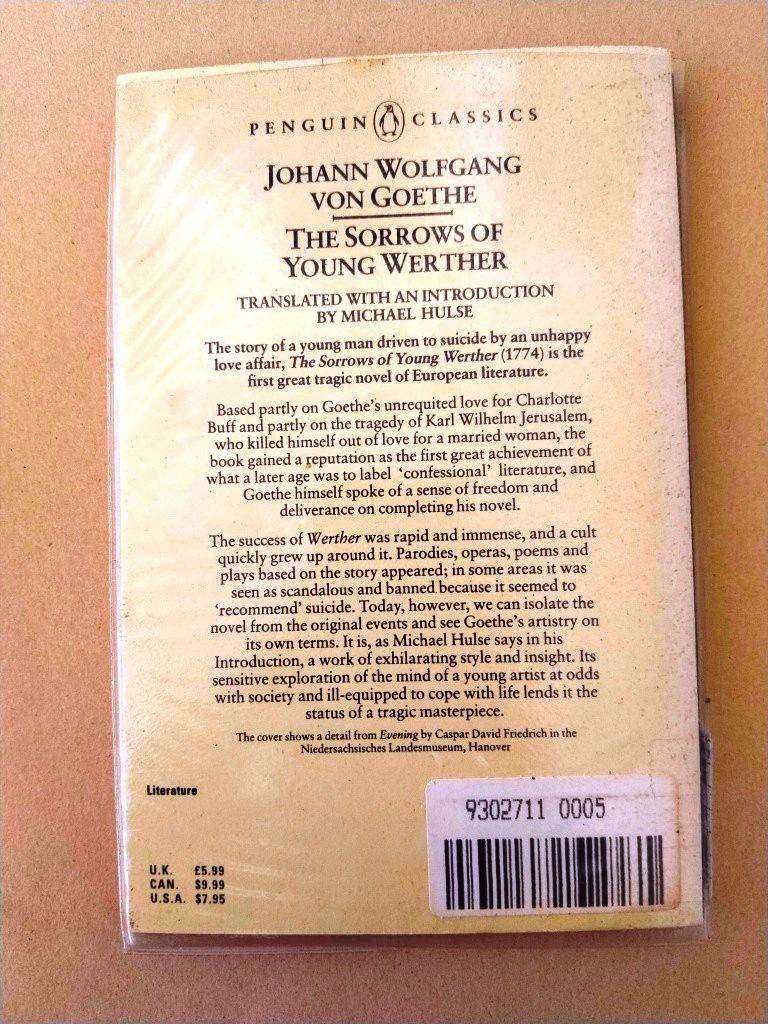 PENGUIN CLASSICS
JOHANN WOLFGANG
VON GOETHE
THE SORROWS OF
YOUNG WERTHER
TRANSLATED WITH AN INTRODUCTION
BY MICHAEL HULSE
The story of a young man driven to suicide by an unhappy
love affair, The Sorrows of Young Werther (1774) is the
first great tragic novel of European literature.
Based partly on Goethe's unrequited love for Charlotte
Buff and partly on the tragedy of Karl Wilhelm Jerusalem,
who killed himself out of love for a married woman, the
book gained a reputation as the first great achievement of
what a later age was to label ‘confessional’ literature, and
Goethe himself spoke of a sense of freedom and
deliverance on completing his novel.
The success of Werther was rapid and immense, and a cult
quickly grew up around it. Parodies, operas, poems and
plays based on the story appeared; in some areas it was
seen as scandalous and banned because it seemed to
‘recommend’ suicide. Today, however, we can isolate the
novel from the original events and see Goethe's artistry on
its own terms. It is, as Michael Hulse says in his
Introduction, a work of exhilarating style and insight. Its
sensitive exploration of the mind of a young artist at odds
with society and ill-equipped to cope with life lends it the
status of a tragic masterpiece.
The cover shows a detail from Evening by Caspar David Friedrich in the
Niedersachsisches Landesmuseum, Hanover
Literature
9302711 0005
U.K. £5.99
CAN. $9.99
U.S.A. $7.95